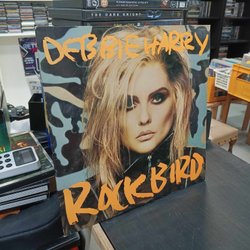 THE DARK KNIGHT
DEBBIE HARRY
ROCKBIRD